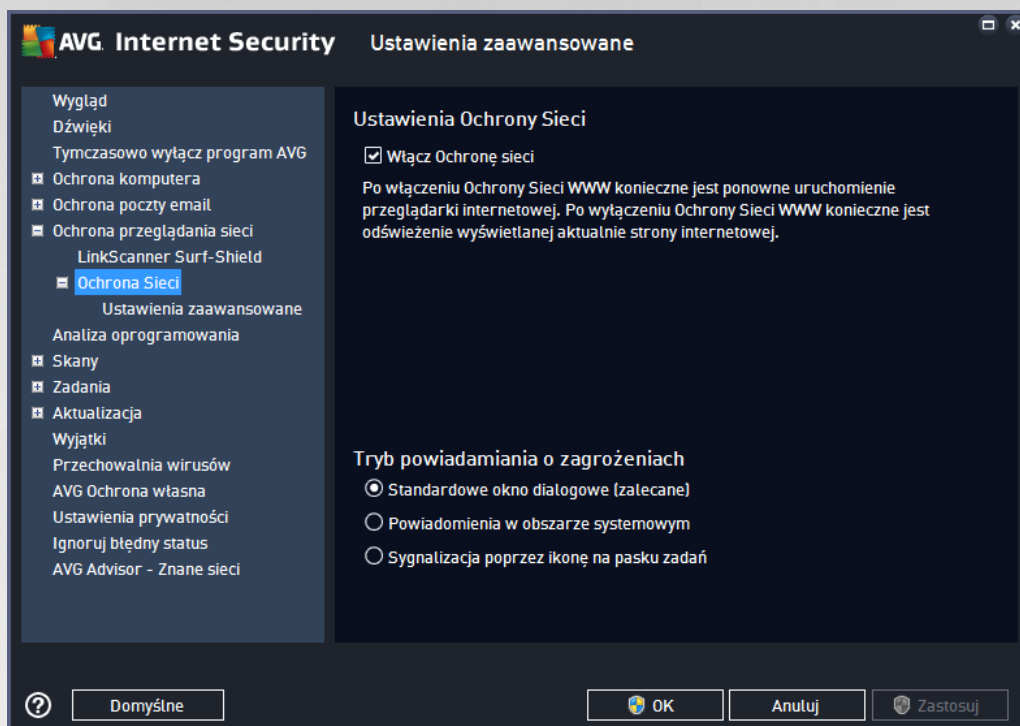 AVG. Internet Security Ustawienia zaawansowane
Wygląd
Dźwięki
Tymczasowo wyłącz program AVG
Ochrona komputera
Ochrona poczty email
Ochrona przeglądania sieci
LinkScanner Surf-Shield
Ochrona Sieci
Ustawienia zaawansowane
Analiza oprogramowania
Skany
Zadania
Aktualizacja
Wyjątki
Przechowalnia wirusów
AVG Ochrona własna
Ustawienia prywatności
Ignoruj błędny status
AVG Advisor - Znane sieci
Ustawienia Ochrony Sieci
Włącz Ochronę sieci
Po włączeniu Ochrony Sieci WWW konieczne jest ponowne uruchomienie
przeglądarki internetowej. Po wyłączeniu Ochrony Sieci WWW konieczne jest
odświeżenie wyświetlanej aktualnie strony internetowej.
Tryb powiadamiania o zagrożeniach
Standardowe okno dialogowe (zalecane)
Powiadomienia w obszarze systemowym
Sygnalizacja poprzez ikonę na pasku zadań
? Domyślne OK Anuluj Zastosuj